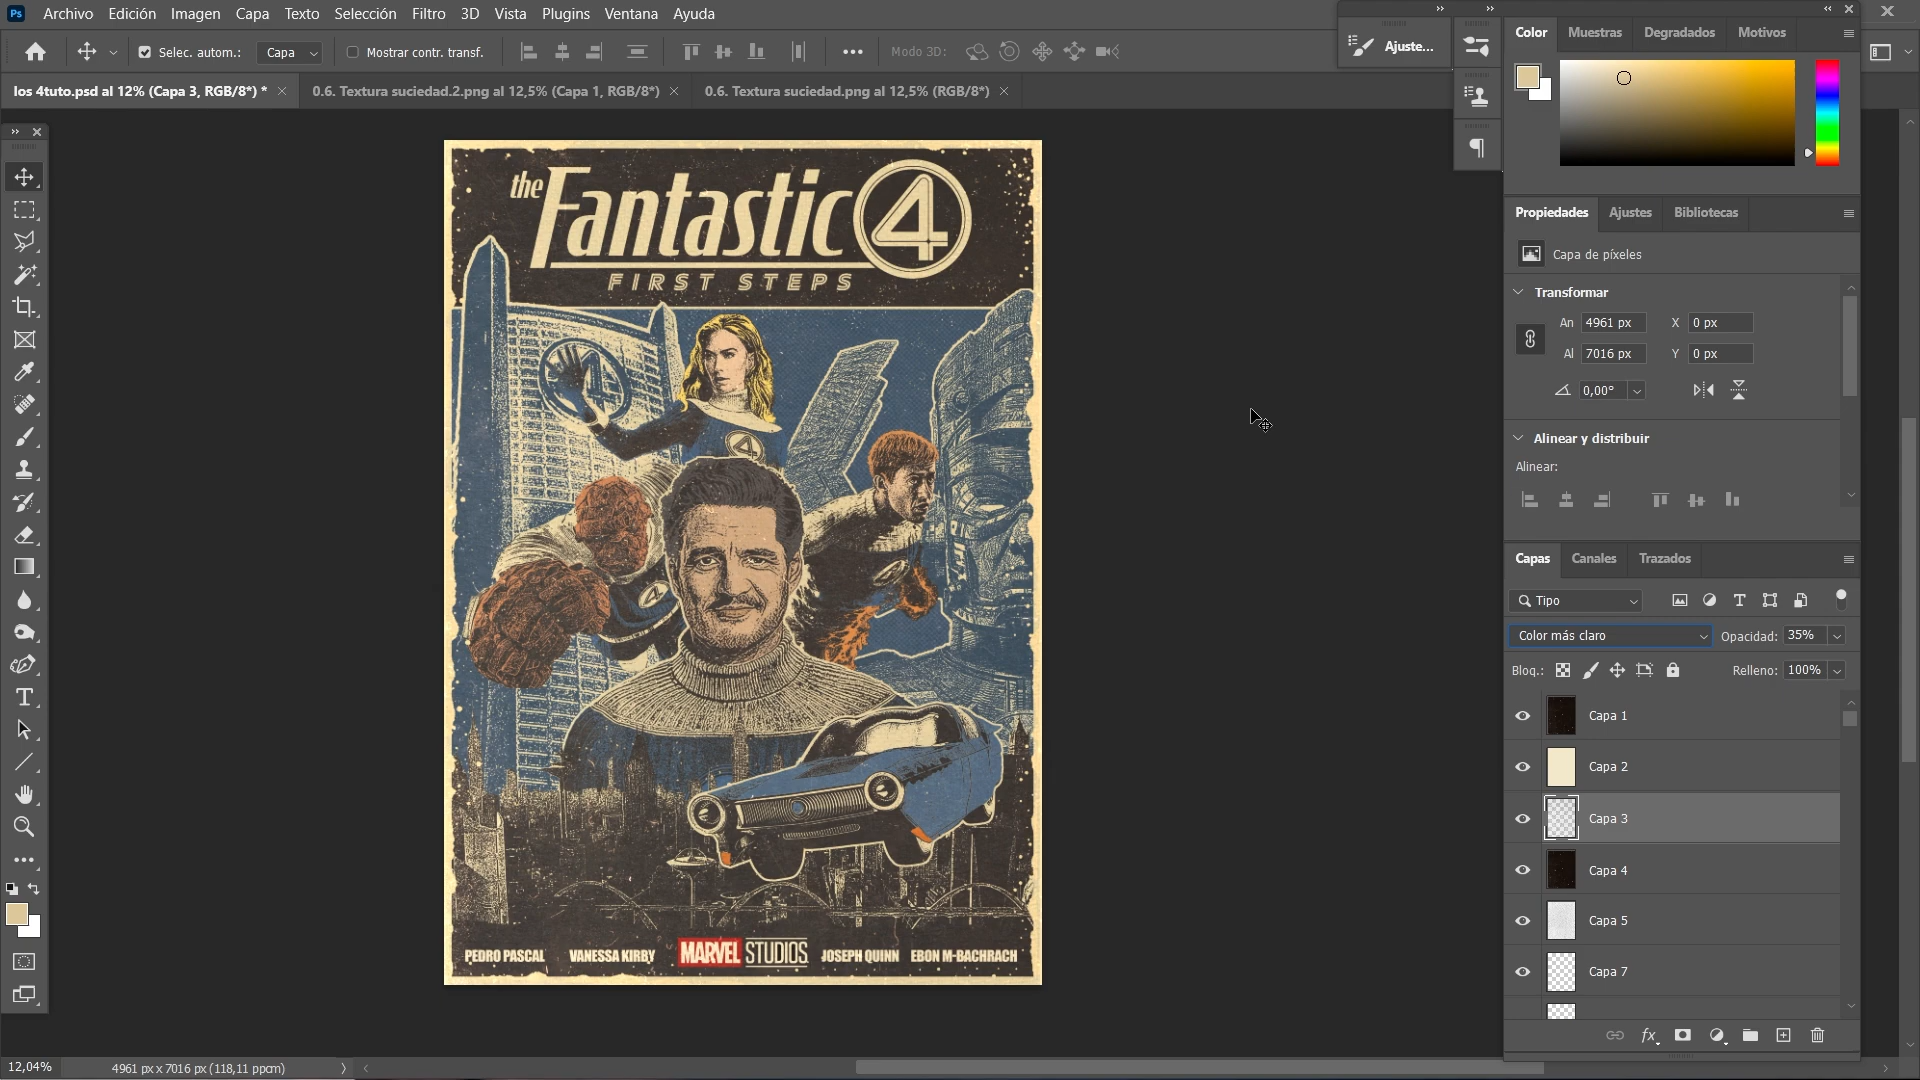 Ps Archivo Edición Imagen Capa Texto Selección Filtro 3D Vista Plugins Ventana Ayuda
Selec. autom.: Capa Mostrar contr. transf. Modo 3D: Ajuste...
los 4tuto.psd al 12% (Capa 3, RGB/8*) * 0.6. Textura suciedad.2.png al 12,5% (Capa 1, RGB/8*) 0.6. Textura suciedad.png al 12,5% (RGB/8*)
the Fantastic 4
FIRST STEPS
4
4
PEDRO PASCAL VANESSA KIRBY MARVEL STUDIOS JOSEPH QUINN EBON M-BACHRACH
Color Muestras Degradados Motivos
Propiedades Ajustes Bibliotecas
Capa de píxeles
Transformar
An 4961 px X 0 px
Al 7016 px Y 0 px
0,00°
Alinear y distribuir
Alinear:
Capas Canales Trazados
Tipo
Color más claro Opacidad: 35%
Bloq.: Relleno: 100%
Capa 1
Capa 2
Capa 3
Capa 4
Capa 5
Capa 7
fx
12,04% 4961 px x 7016 px (118,11 ppcm)